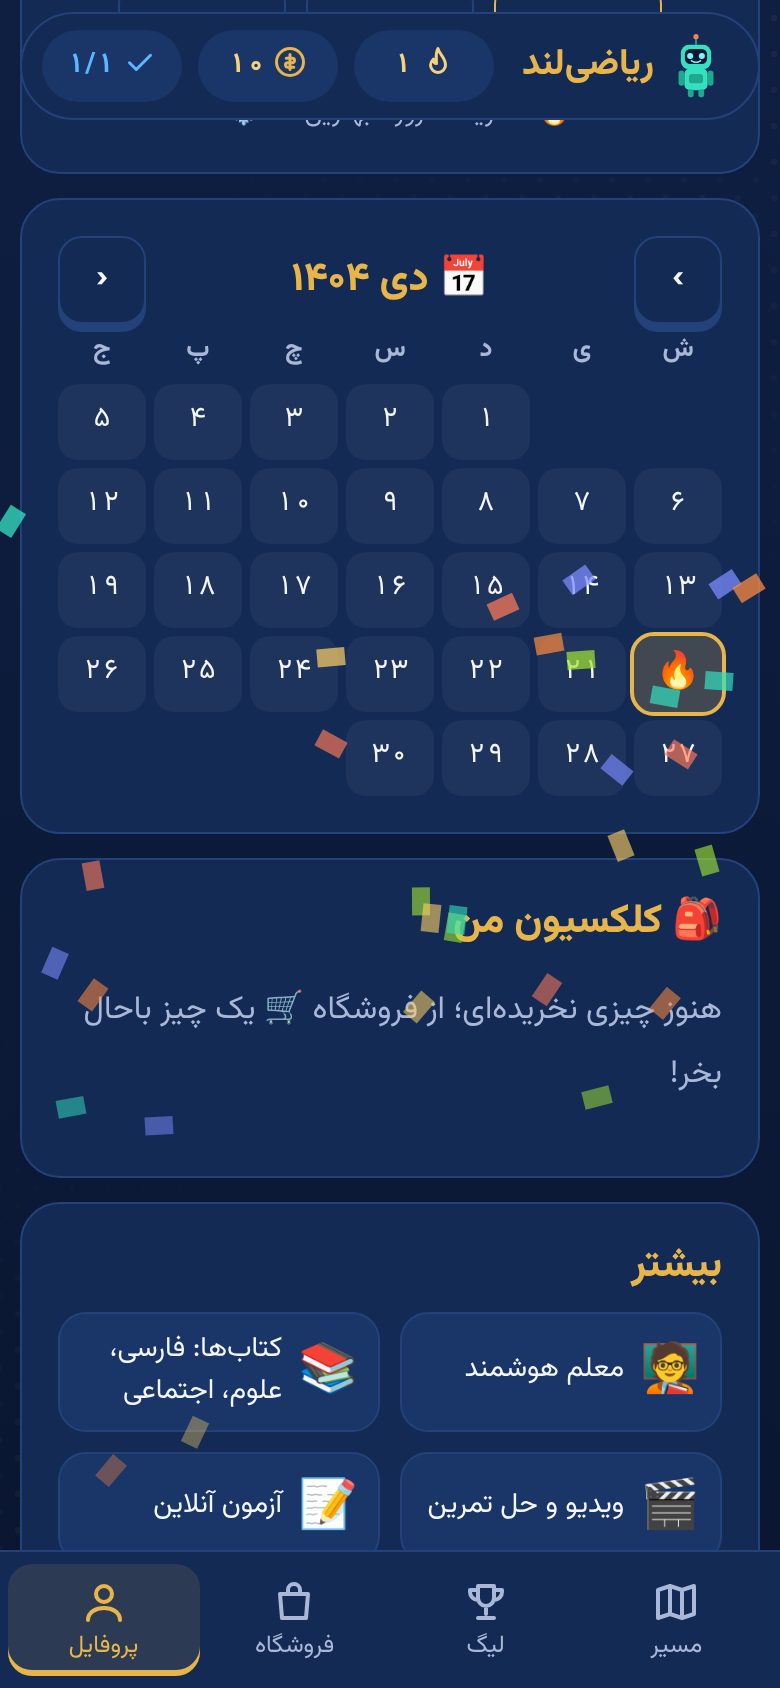 ریاضی‌لند
۱
۱۰
۱/۱
دی ۱۴۰۴
ش ی د س چ پ ج
۱ ۲ ۳ ۴ ۵
۶ ۷ ۸ ۹ ۱۰ ۱۱ ۱۲
۱۳ ۱۴ ۱۵ ۱۶ ۱۷ ۱۸ ۱۹
۲۱ ۲۲ ۲۳ ۲۴ ۲۵ ۲۶
۲۷ ۲۸ ۲۹ ۳۰
کلکسیون من
هنوز چیزی نخریده‌ای؛ از فروشگاه 🛒 یک چیز باحال
بخر!
بیشتر
معلم هوشمند
کتاب‌ها: فارسی،
علوم، اجتماعی
ویدیو و حل تمرین
آزمون آنلاین
مسیر
لیگ
فروشگاه
پروفایل